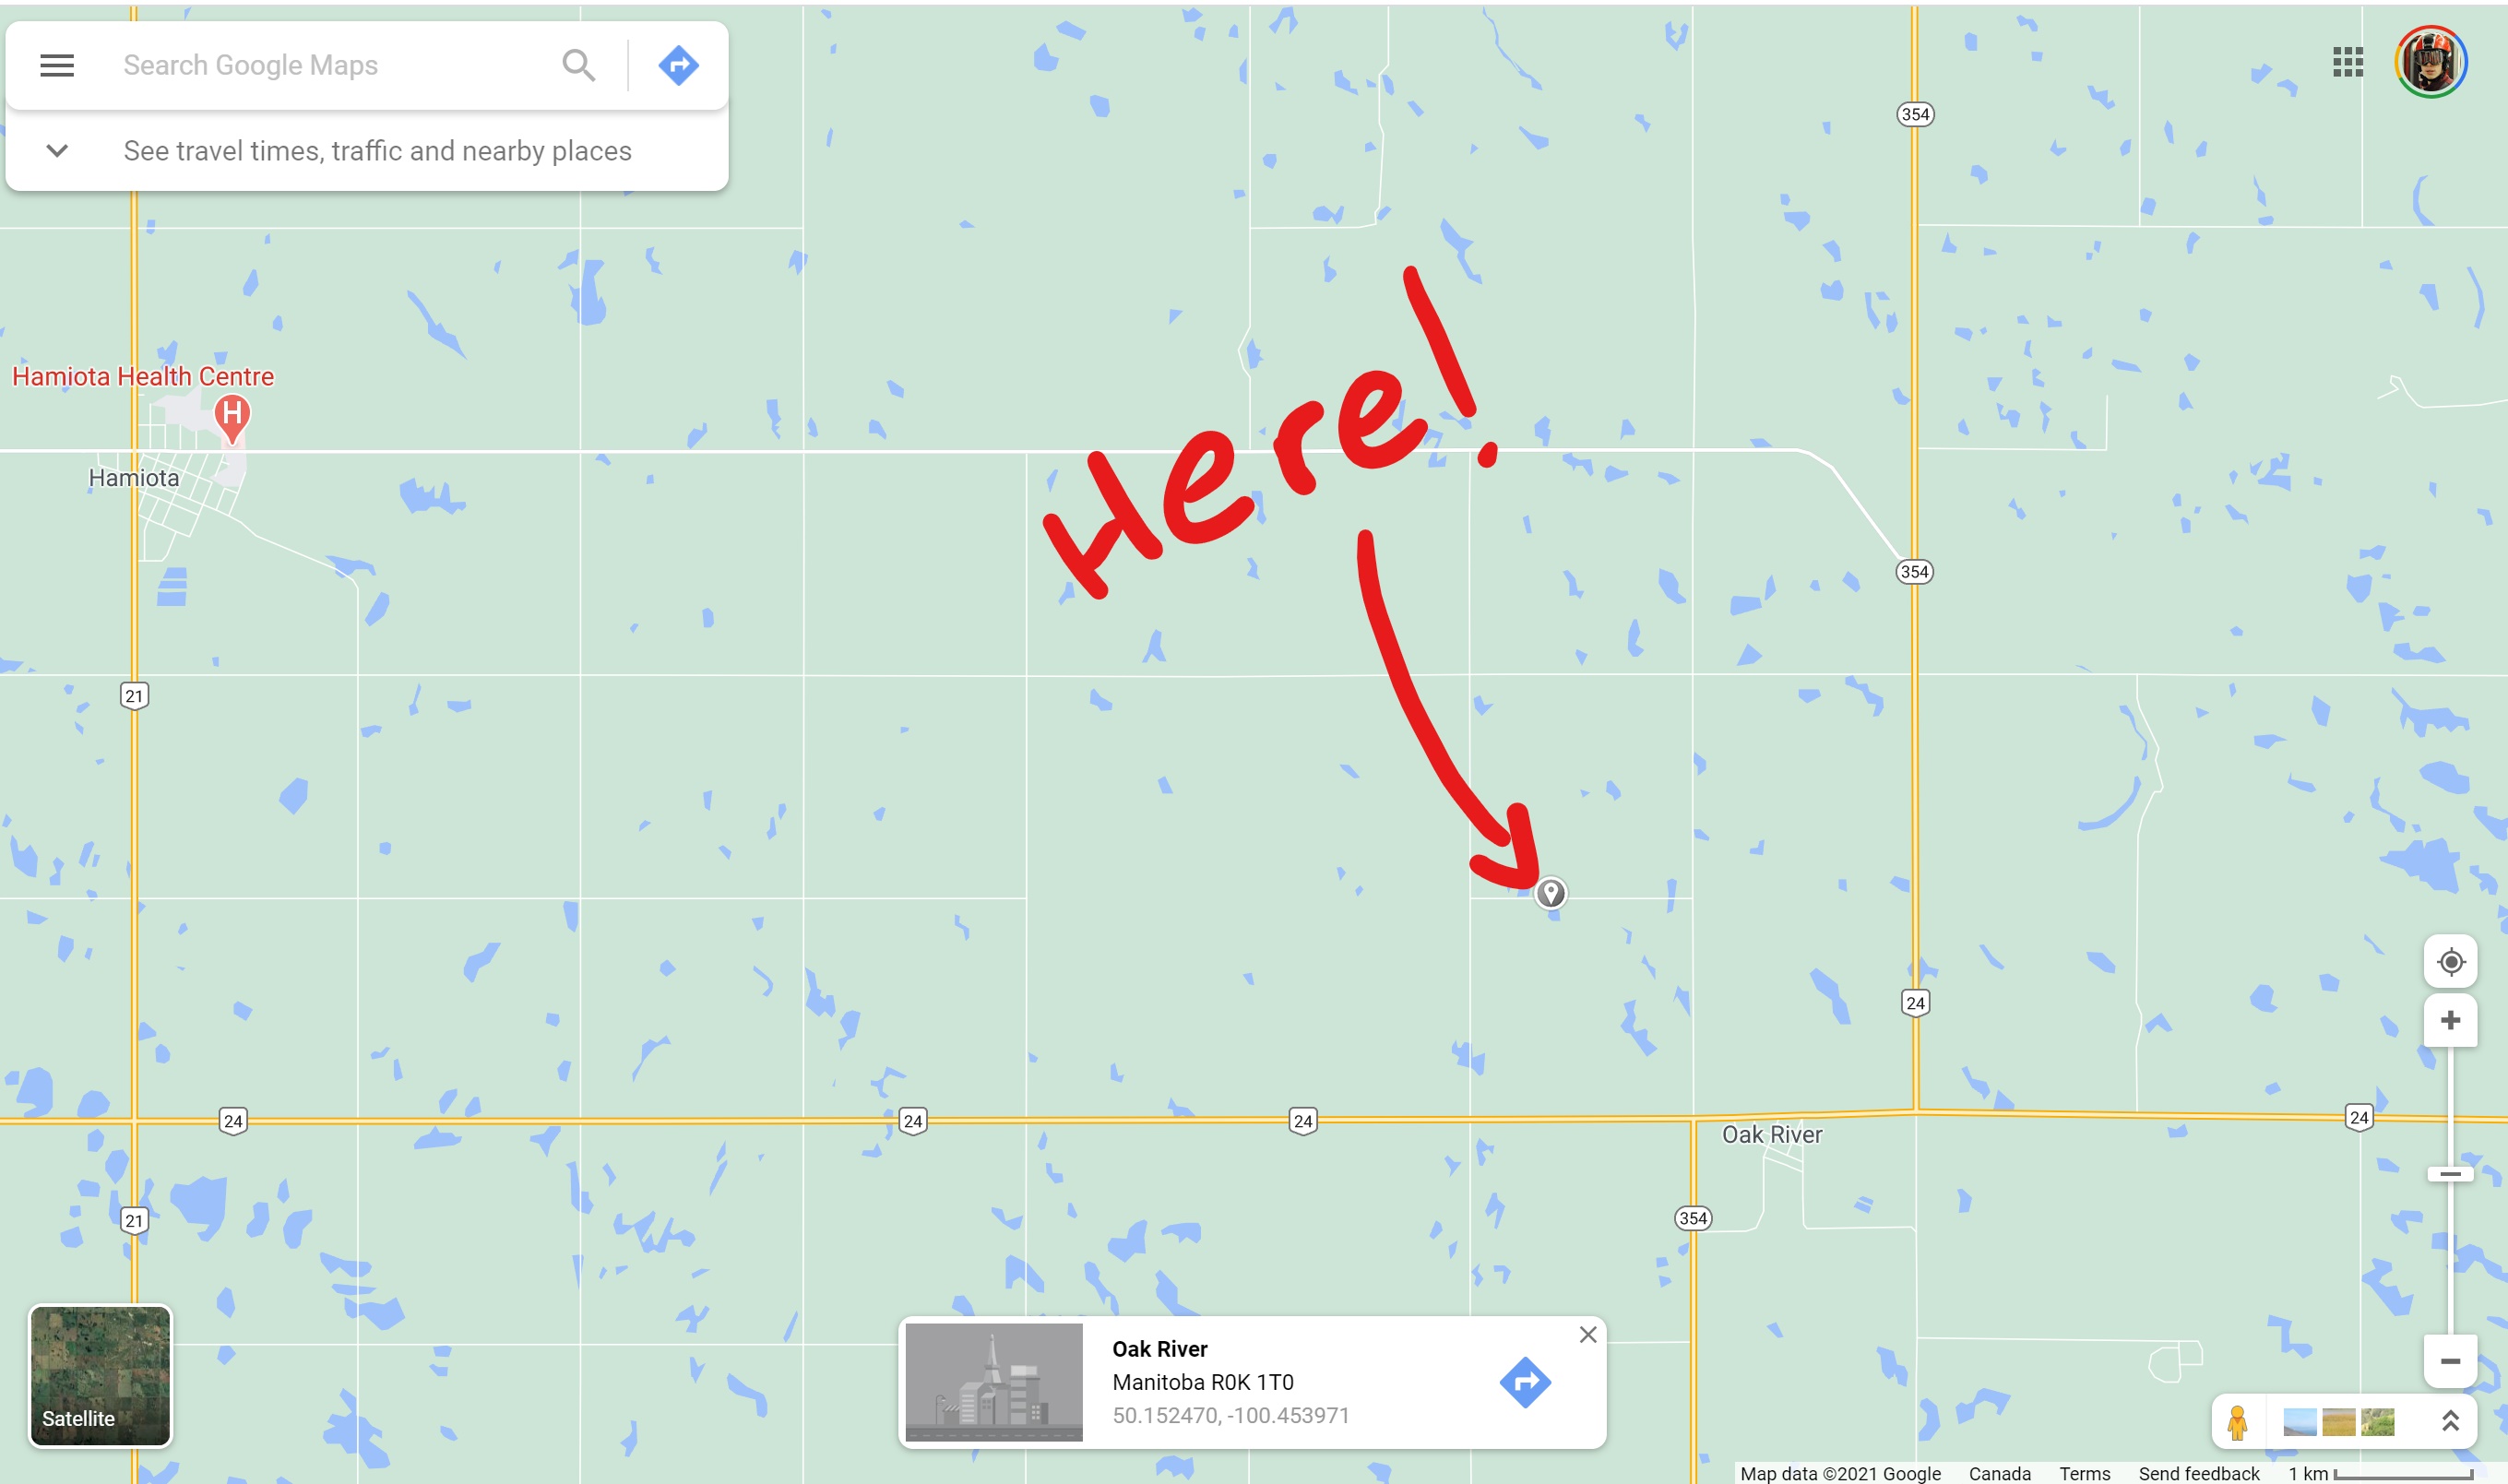 Search Google Maps
See travel times, traffic and nearby places
354
Here!
Hamiota Health Centre
H
Hamiota
354
21
24
24
24
24
24
Oak River
21
354
Oak River
Manitoba R0K 1T0
50.152470, -100.453971
Satellite
Map data ©2021 Google Canada Terms Send feedback 1 km